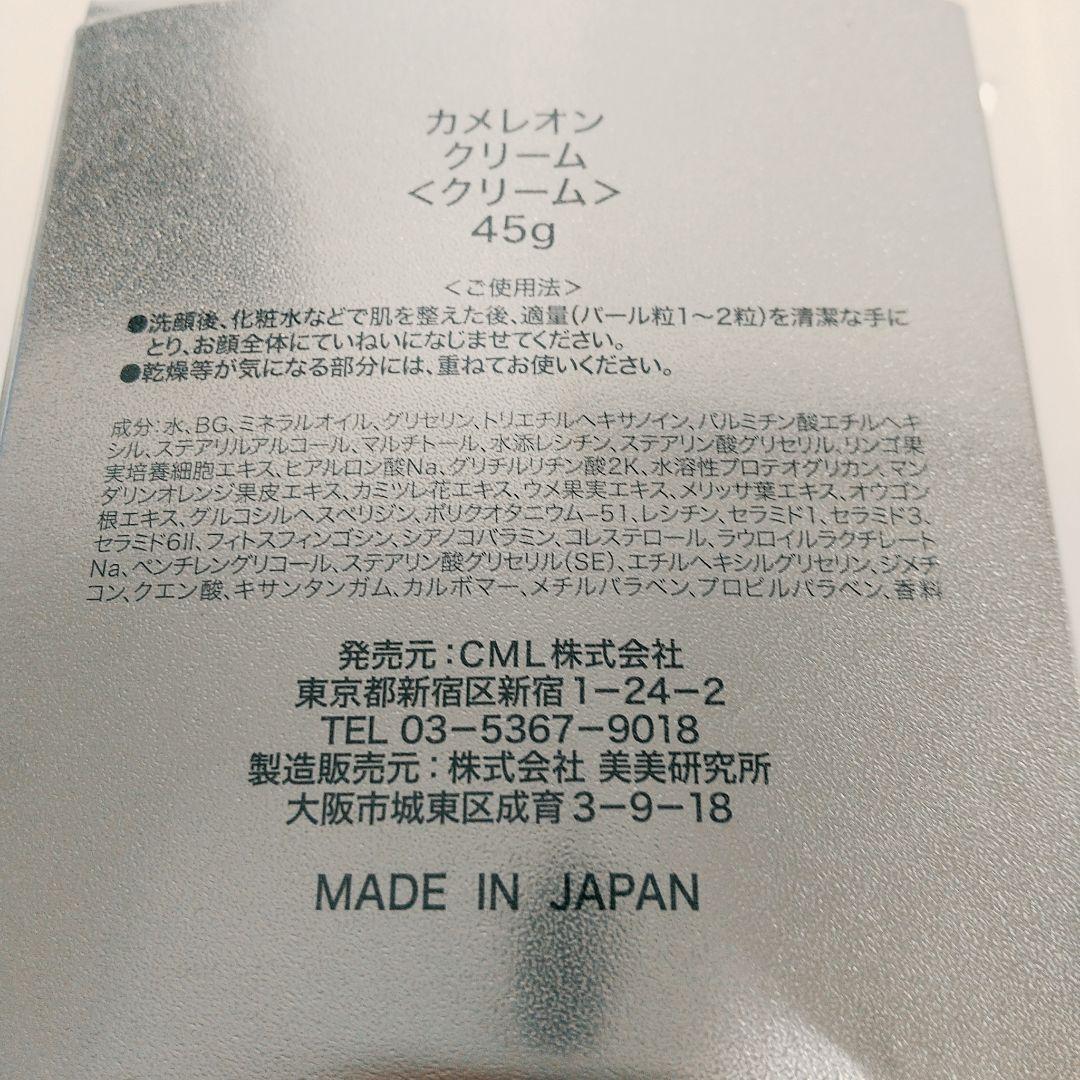 カメレオン
クリーム
<クリーム>
45g
<ご使用法>
●洗顔後、化粧水などで肌を整えた後、適量(パール粒1〜2粒)を清潔な手に
とり、お顔全体にていねいになじませてください。
●乾燥等が気になる部分には、重ねてお使いください。
成分:水、BG、ミネラルオイル、グリセリン、トリエチルヘキサノイン、パルミチン酸エチルヘキ
シル、ステアリルアルコール、マルチトール、水添レシチン、ステアリン酸グリセリル、リンゴ果
実培養細胞エキス、ヒアルロン酸Na、グリチルリチン酸2K、水溶性プロテオグリカン、マン
ダリンオレンジ果皮エキス、カミツレ花エキス、ウメ果実エキス、メリッサ葉エキス、オウゴン
根エキス、グルコシルヘスペリジン、ポリクオタニウム-51、レシチン、セラミド1、セラミド3、
セラミド6II、フィトスフィンゴシン、シアノコバラミン、コレステロール、ラウロイルラクチレート
Na、ペンチレングリコール、ステアリン酸グリセリル(SE)、エチルヘキシルグリセリン、ジメチ
コン、クエン酸、キサンタンガム、カルボマー、メチルパラベン、プロピルパラベン、香料
発売元:CML株式会社
東京都新宿区新宿1-24-2
TEL 03-5367-9018
製造販売元:株式会社 美美研究所
大阪市城東区成育3-9-18
MADE IN JAPAN